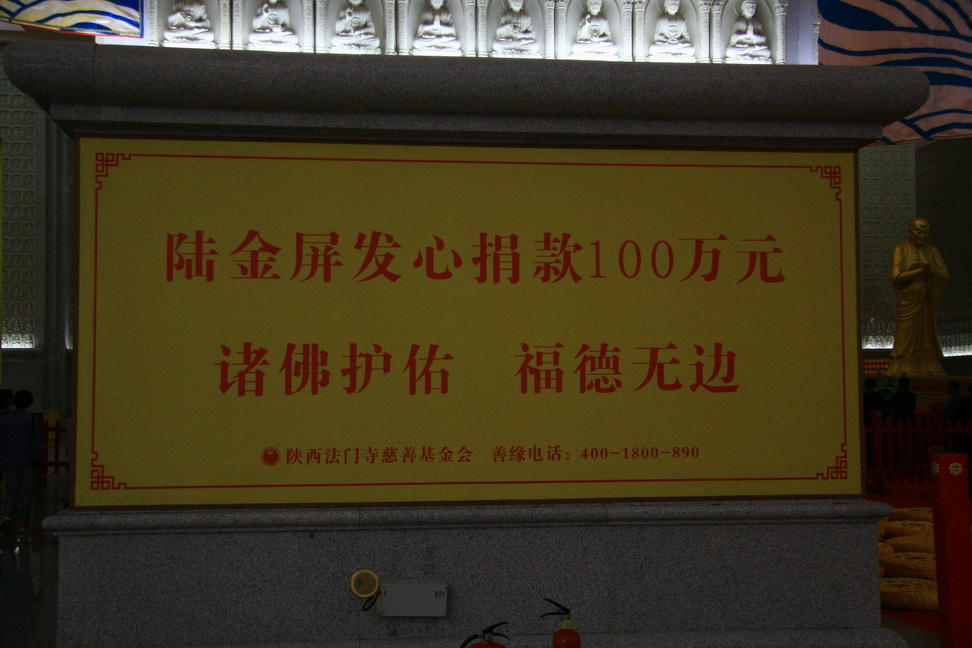 陆金屏发心捐款100万元
诸佛护佑　福德无边
陕西法门寺慈善基金会　善缘电话：400-1800-890